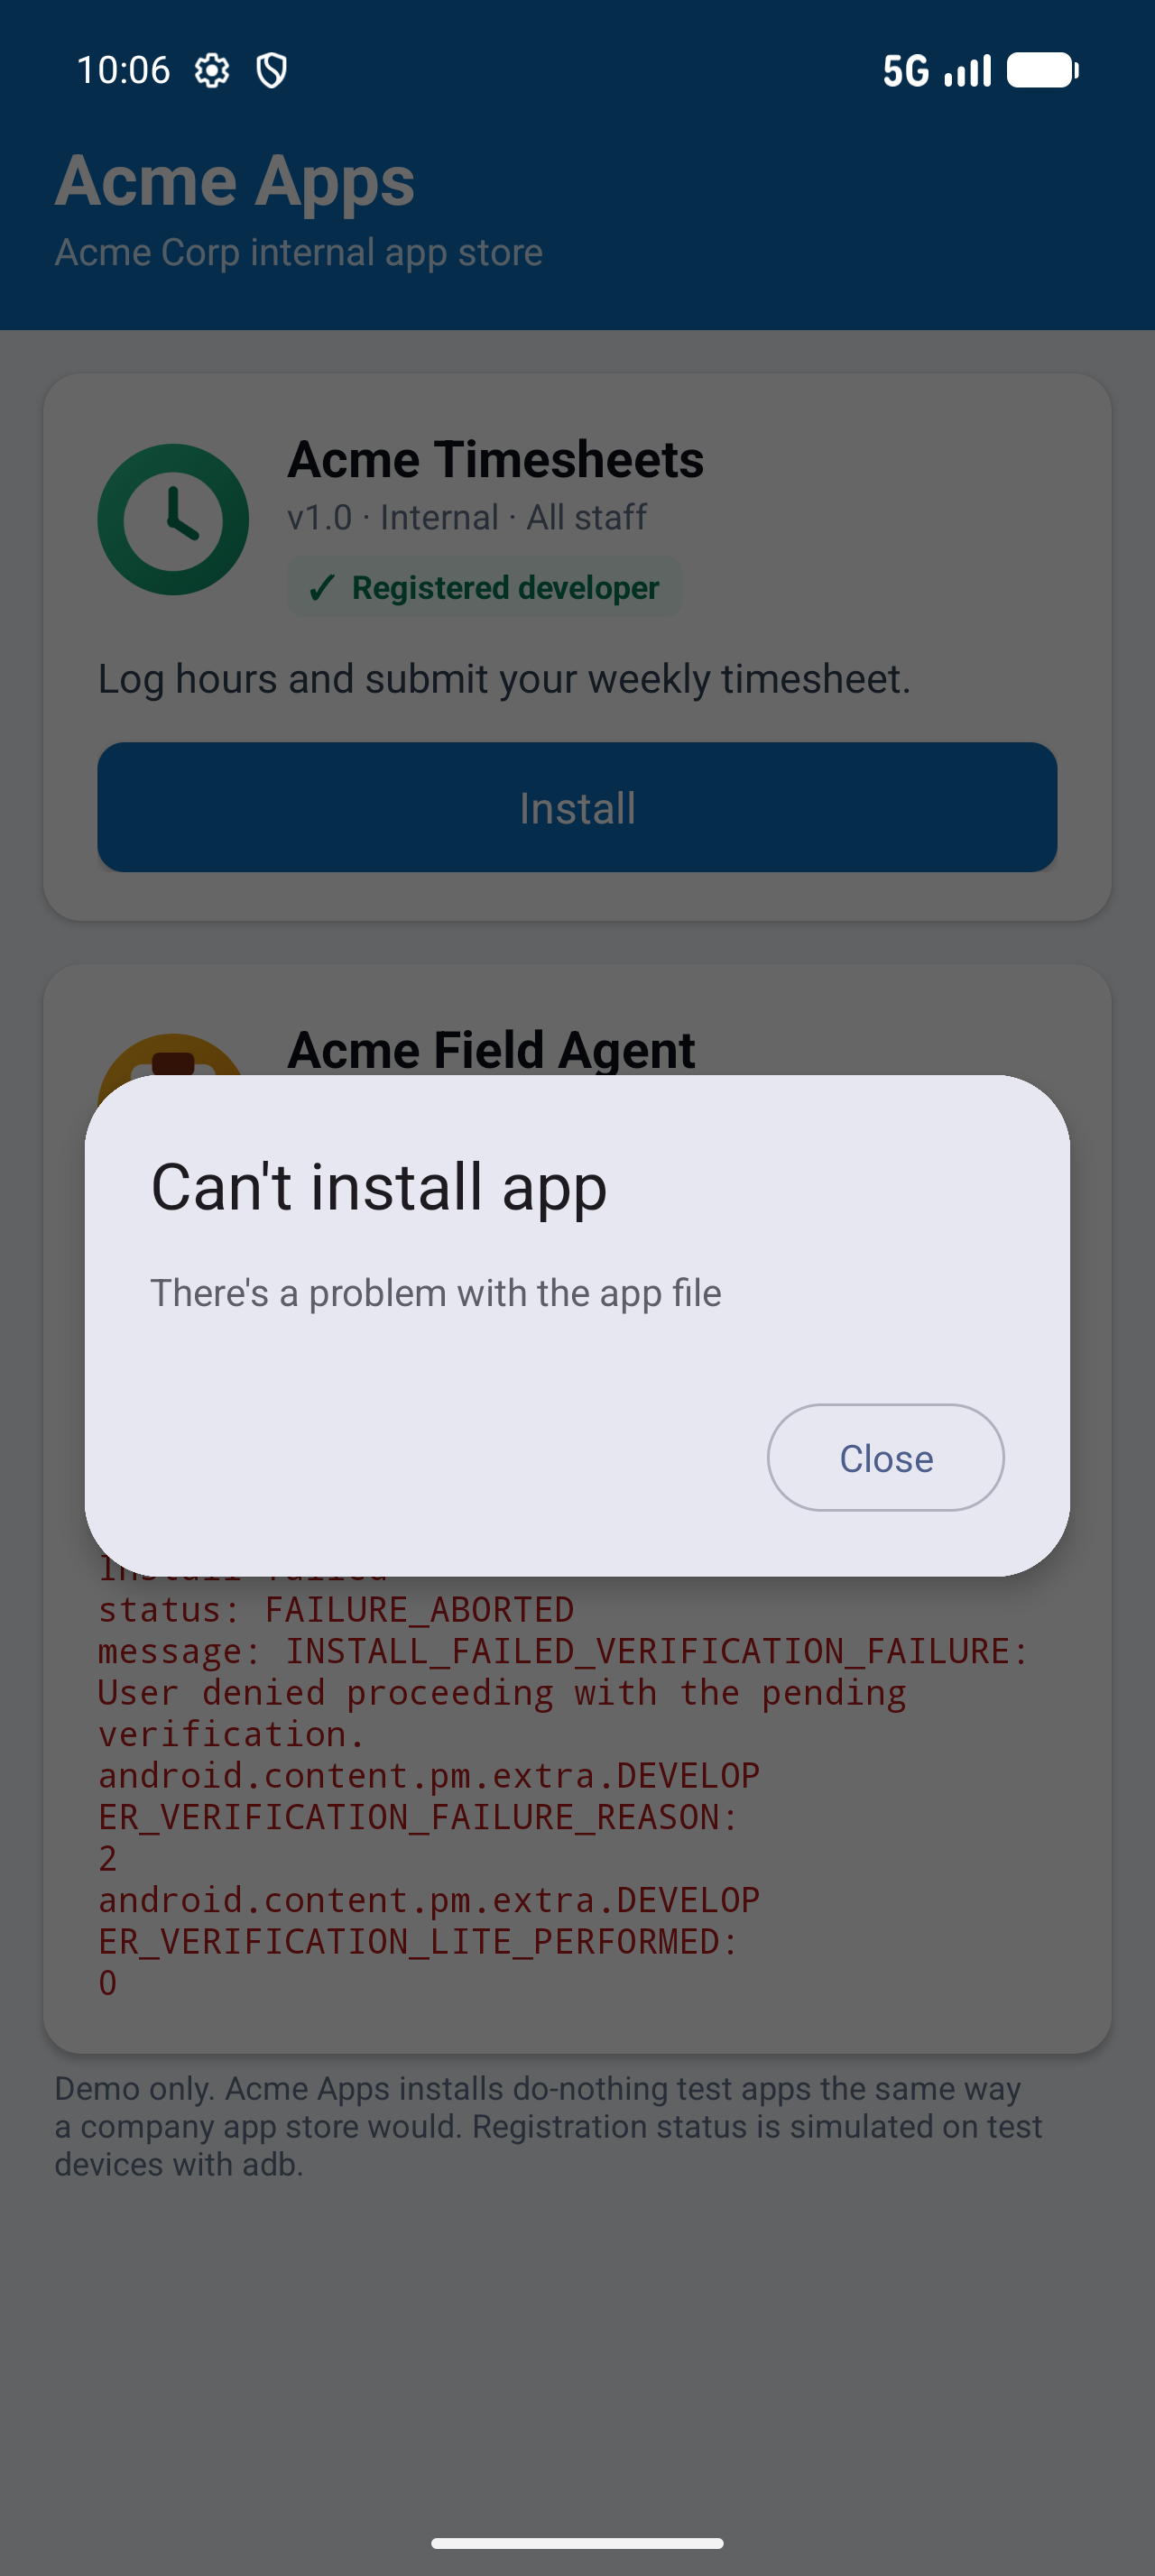 10:06
5G
Acme Apps
Acme Corp internal app store
Acme Timesheets
v1.0 · Internal · All staff
✓ Registered developer
Log hours and submit your weekly timesheet.
Install
Acme Field Agent
Can't install app
There's a problem with the app file
Close
status: FAILURE_ABORTED
message: INSTALL_FAILED_VERIFICATION_FAILURE:
User denied proceeding with the pending
verification.
android.content.pm.extra.DEVELOP
ER_VERIFICATION_FAILURE_REASON:
2
android.content.pm.extra.DEVELOP
ER_VERIFICATION_LITE_PERFORMED:
0
Demo only. Acme Apps installs do-nothing test apps the same way
a company app store would. Registration status is simulated on test
devices with adb.